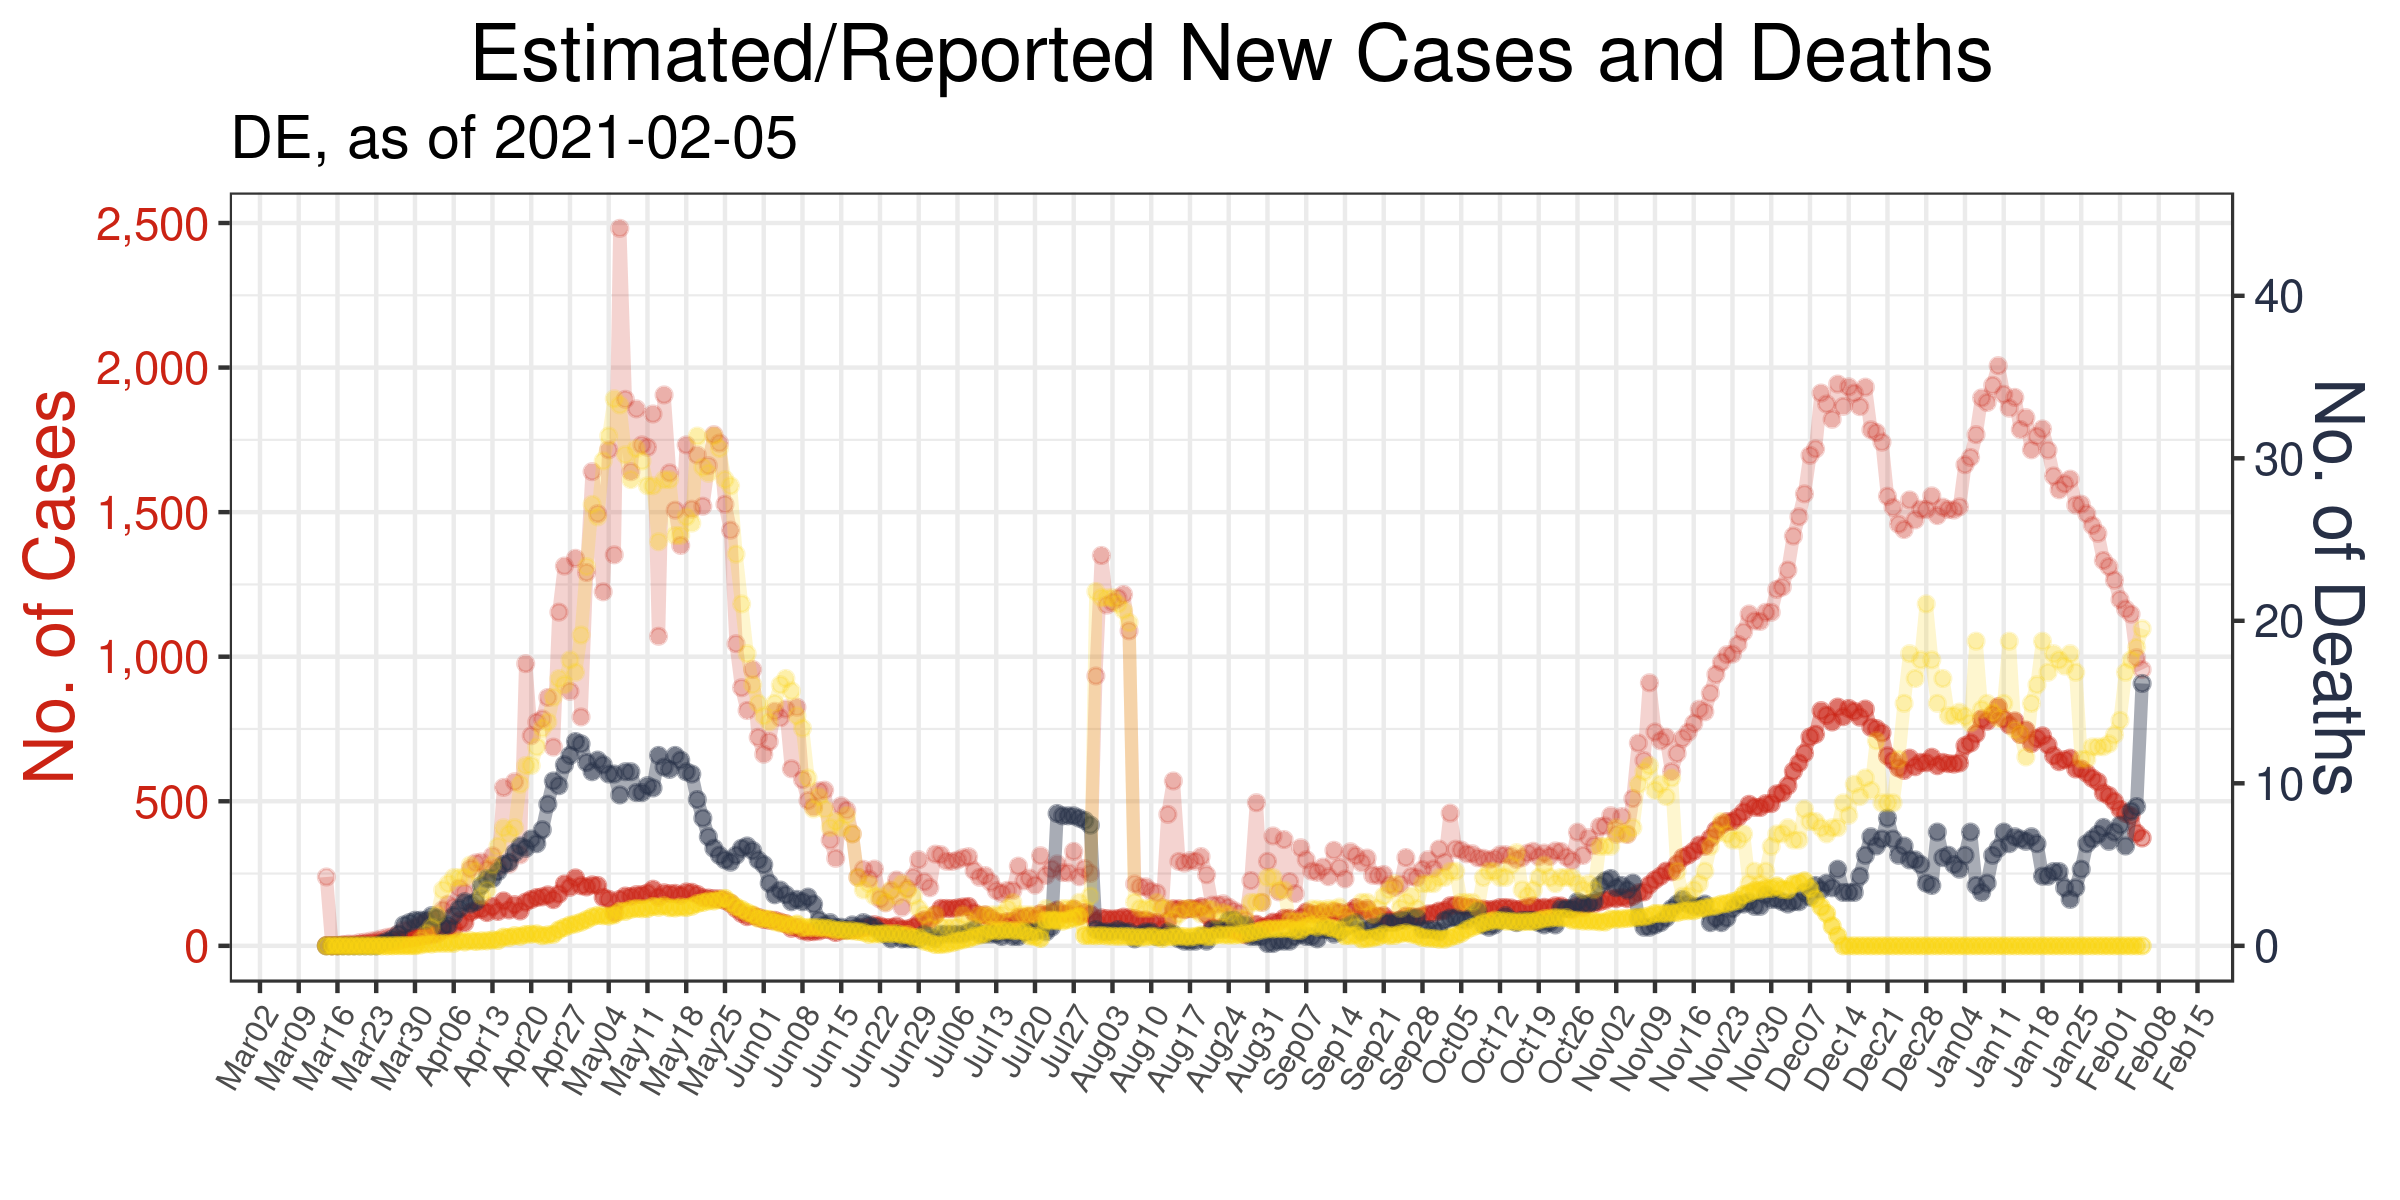 Estimated/Reported New Cases and Deaths
DE, as of 2021-02-05
No. of Cases
2,500
2,000
1,500
1,000
500
0
40
30
20
10
0
No. of Deaths
Mar02
Mar09
Mar16
Mar23
Mar30
Apr06
Apr13
Apr20
Apr27
May04
May11
May18
May25
Jun01
Jun08
Jun15
Jun22
Jun29
Jul06
Jul13
Jul20
Jul27
Aug03
Aug10
Aug17
Aug24
Aug31
Sep07
Sep14
Sep21
Sep28
Oct05
Oct12
Oct19
Oct26
Nov02
Nov09
Nov16
Nov23
Nov30
Dec07
Dec14
Dec21
Dec28
Jan04
Jan11
Jan18
Jan25
Feb01
Feb08
Feb15